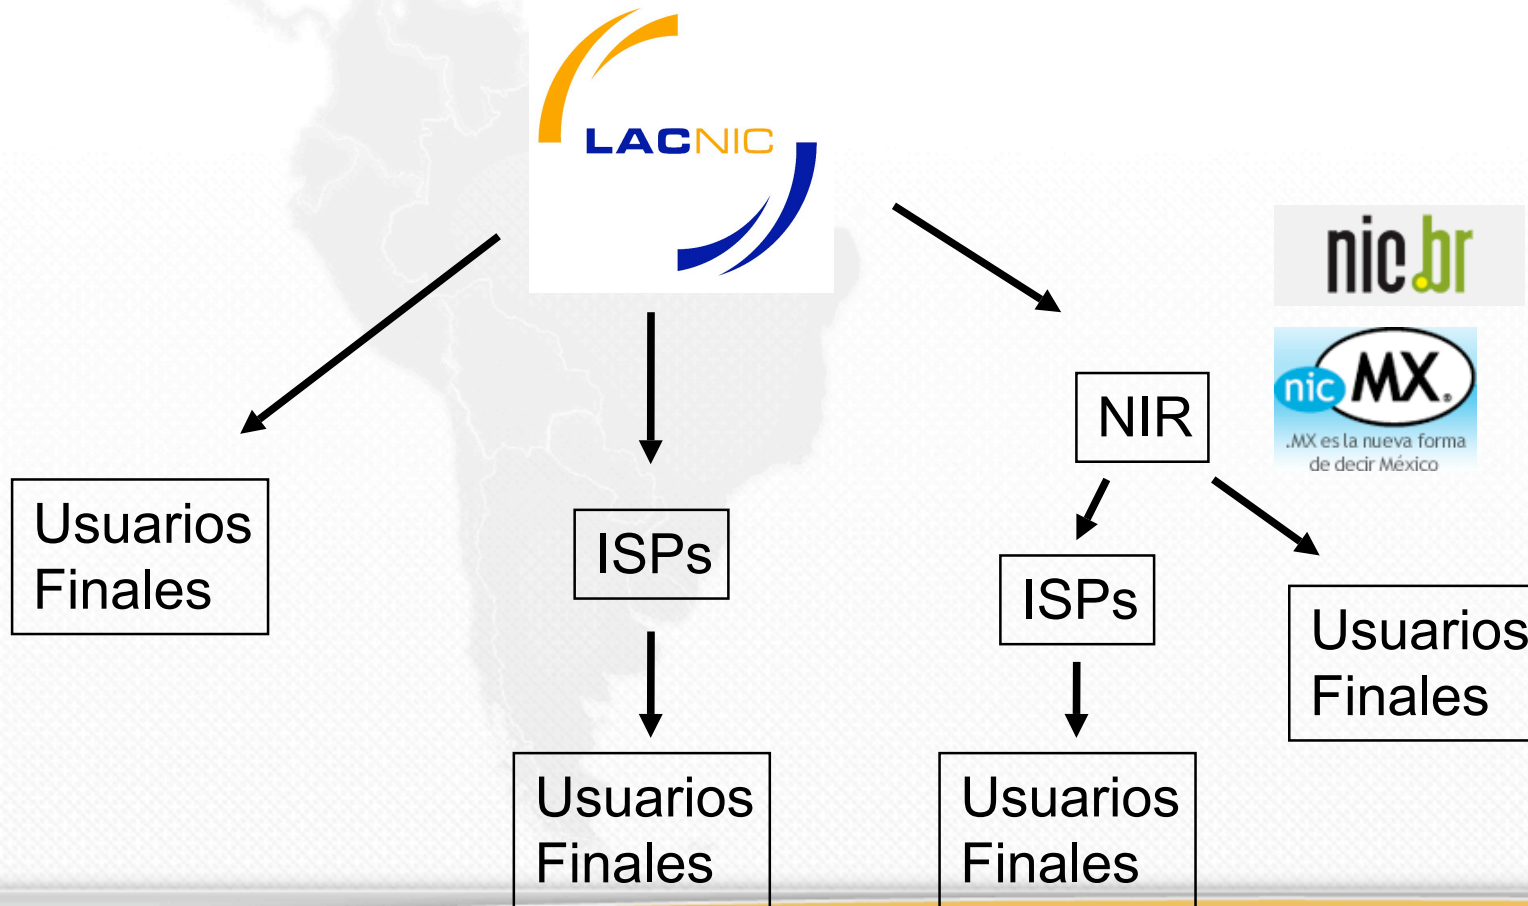 LACNIC
nic.br
nic MX.
.MX es la nueva forma
de decir México
NIR
Usuarios
Finales
ISPs
ISPs
Usuarios
Finales
Usuarios
Finales
Usuarios
Finales